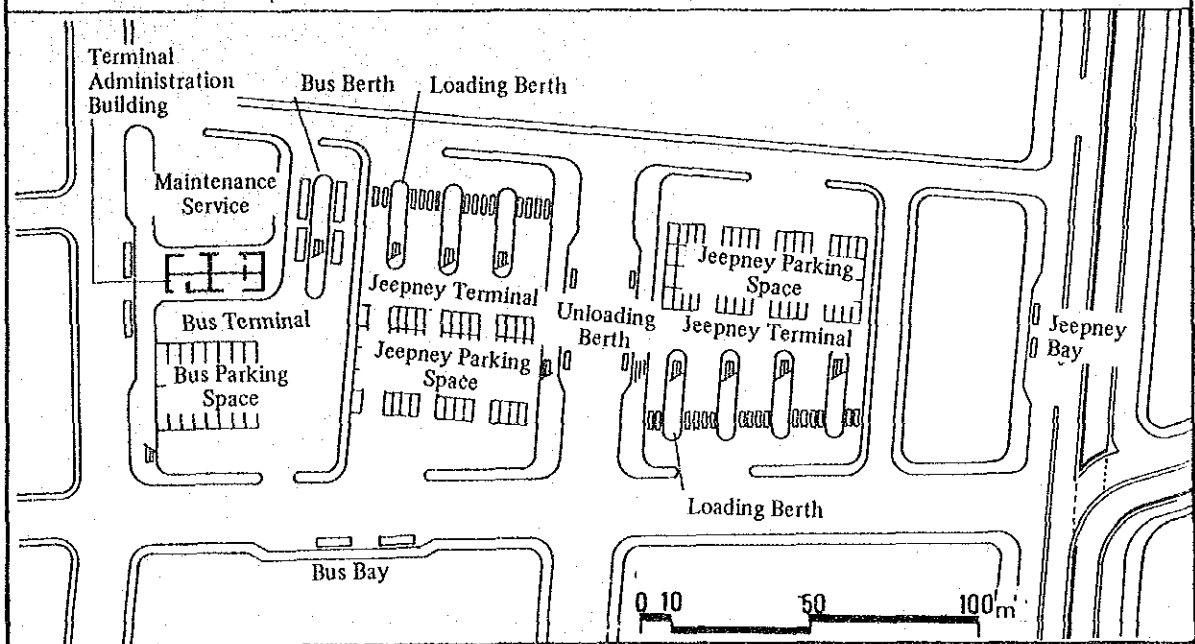 Terminal
Administration
Building
Bus Berth
Loading Berth
Maintenance
Service
Jeepney Terminal
Bus Terminal
Jeepney Parking
Space
Bus Parking
Space
Unloading
Berth
Jeepney Parking
Space
Jeepney Terminal
Jeepney
Bay
Loading Berth
Bus Bay
0 10 50 100m